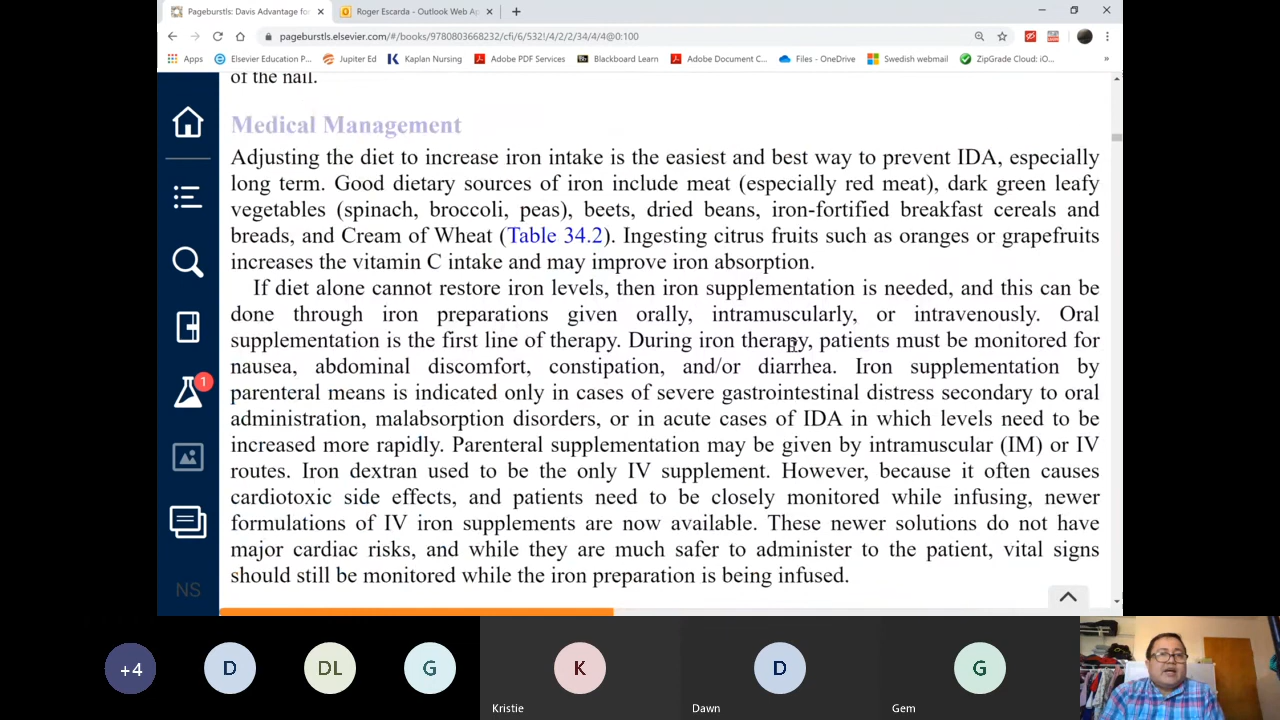 Pageburstls: Davis Advantage fo
Roger Escarda - Outlook Web Ap
pageburstls.elsevier.com/#/books/9780803668232/cfi/6/532!/4/2/2/34/4/4@0:100
Apps
Elsevier Education P...
Jupiter Ed
Kaplan Nursing
Adobe PDF Services
Blackboard Learn
Adobe Document C...
Files - OneDrive
Swedish webmail
ZipGrade Cloud: iO...
»
of the nail.
Medical Management
Adjusting the diet to increase iron intake is the easiest and best way to prevent IDA, especially
long term. Good dietary sources of iron include meat (especially red meat), dark green leafy
vegetables (spinach, broccoli, peas), beets, dried beans, iron-fortified breakfast cereals and
breads, and Cream of Wheat (Table 34.2). Ingesting citrus fruits such as oranges or grapefruits
increases the vitamin C intake and may improve iron absorption.
If diet alone cannot restore iron levels, then iron supplementation is needed, and this can be
done through iron preparations given orally, intramuscularly, or intravenously. Oral
supplementation is the first line of therapy. During iron therapy, patients must be monitored for
nausea, abdominal discomfort, constipation, and/or diarrhea. Iron supplementation by
parenteral means is indicated only in cases of severe gastrointestinal distress secondary to oral
administration, malabsorption disorders, or in acute cases of IDA in which levels need to be
increased more rapidly. Parenteral supplementation may be given by intramuscular (IM) or IV
routes. Iron dextran used to be the only IV supplement. However, because it often causes
cardiotoxic side effects, and patients need to be closely monitored while infusing, newer
formulations of IV iron supplements are now available. These newer solutions do not have
major cardiac risks, and while they are much safer to administer to the patient, vital signs
should still be monitored while the iron preparation is being infused.
1
NS
+4
D
DL
G
K
D
G
Kristie
Dawn
Gem